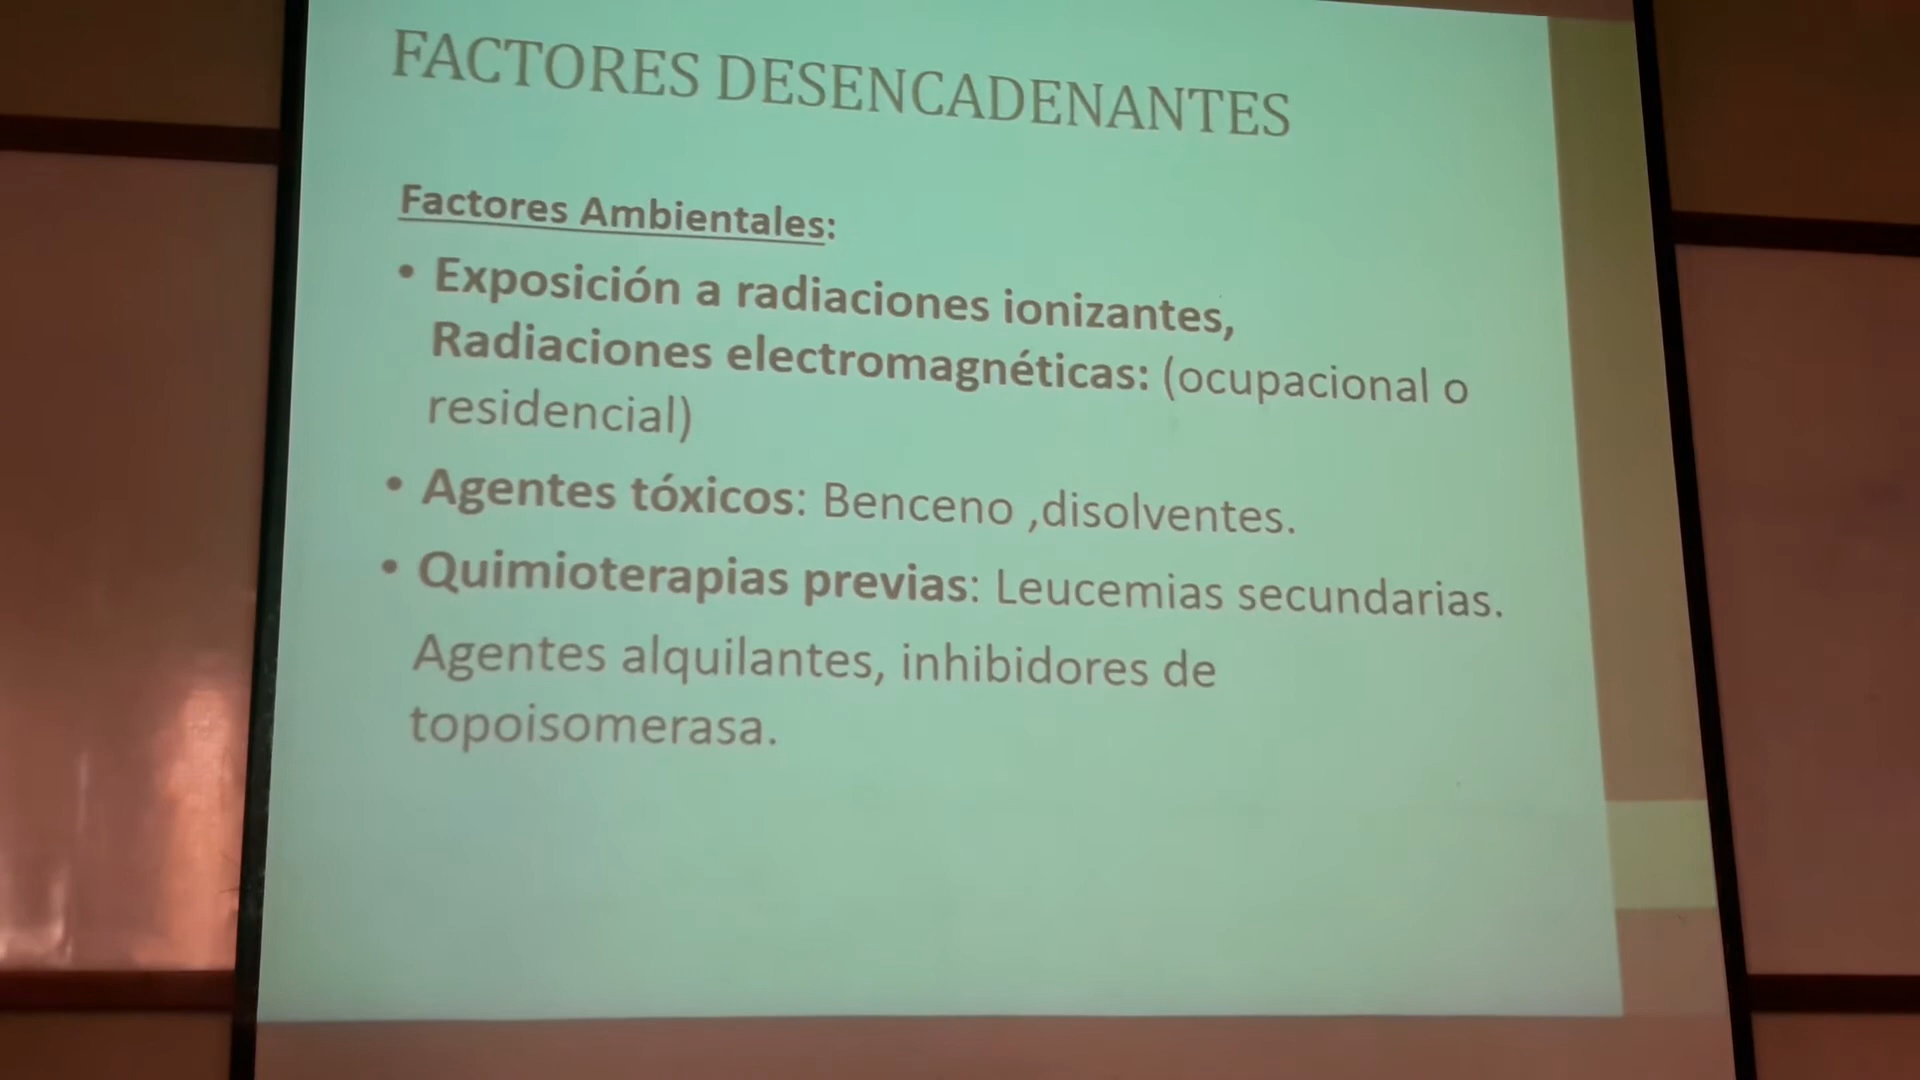 FACTORES DESENCADENANTES
Factores Ambientales:
• Exposición a radiaciones ionizantes,
Radiaciones electromagnéticas: (ocupacional o
residencial)
• Agentes tóxicos: Benceno ,disolventes.
• Quimioterapias previas: Leucemias secundarias.
Agentes alquilantes, inhibidores de
topoisomerasa.